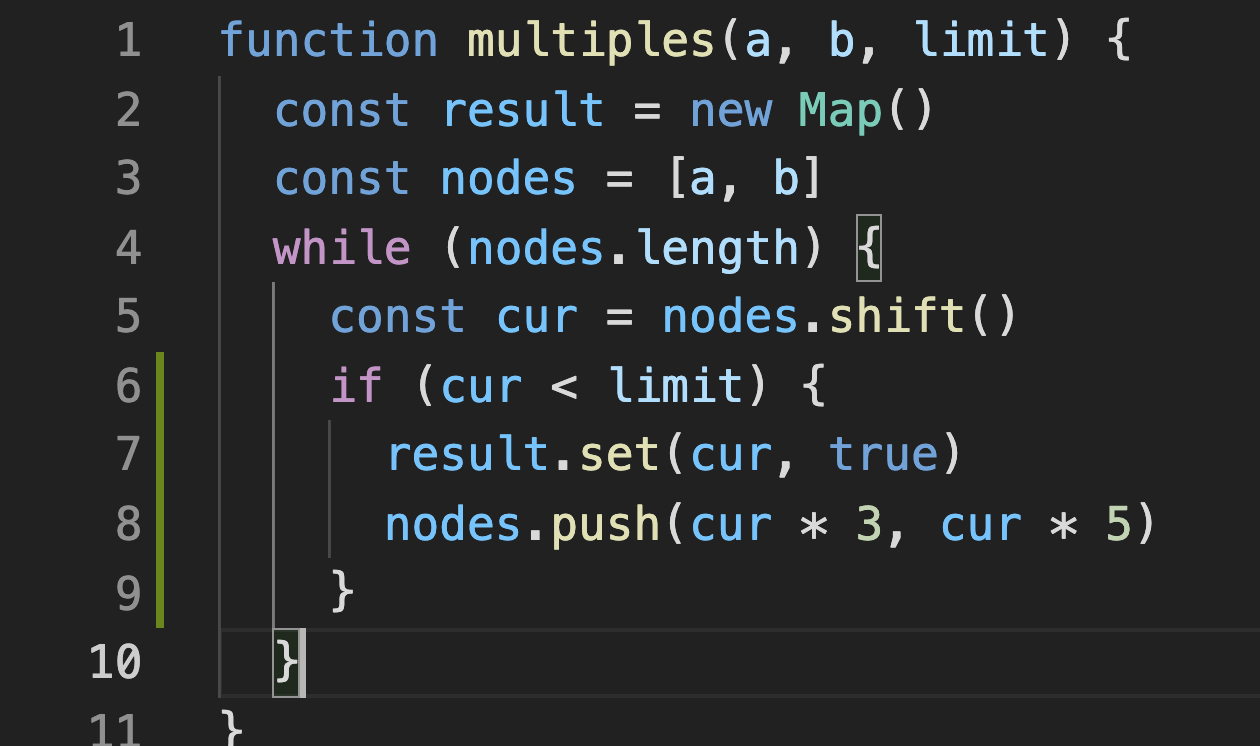 1 function multiples(a, b, limit) {
2 const result = new Map()
3 const nodes = [a, b]
4 while (nodes.length) {
5 const cur = nodes.shift()
6 if (cur < limit) {
7 result.set(cur, true)
8 nodes.push(cur * 3, cur * 5)
9 }
10 }
11 }